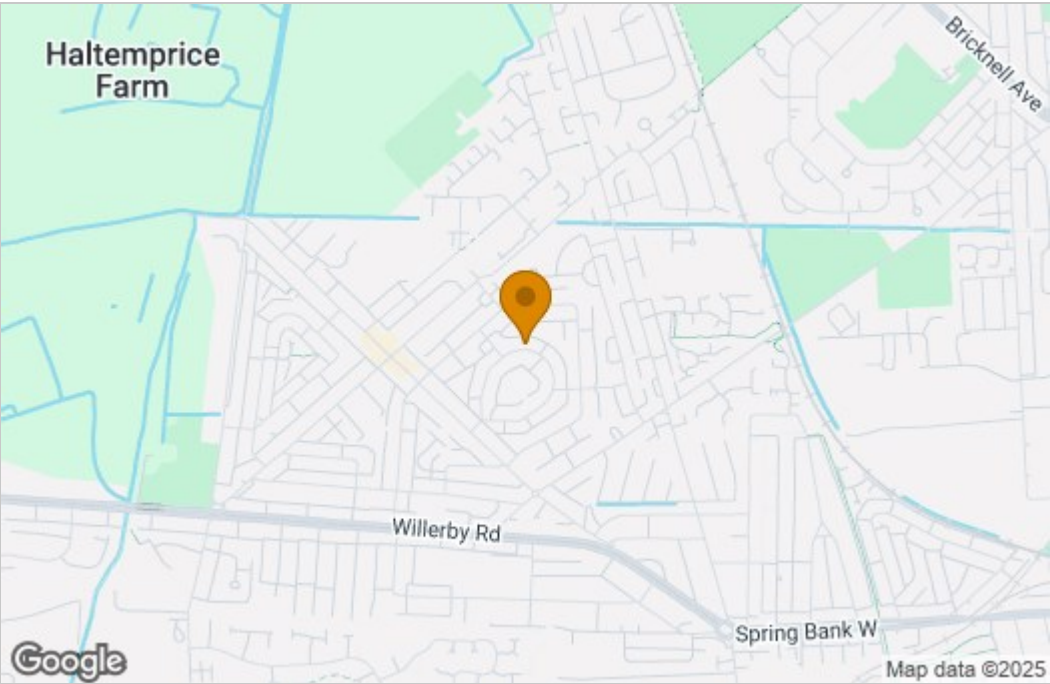 Haltemprice
Farm
Bricknell Ave
Willerby Rd
Spring Bank W
Google
Map data ©2025